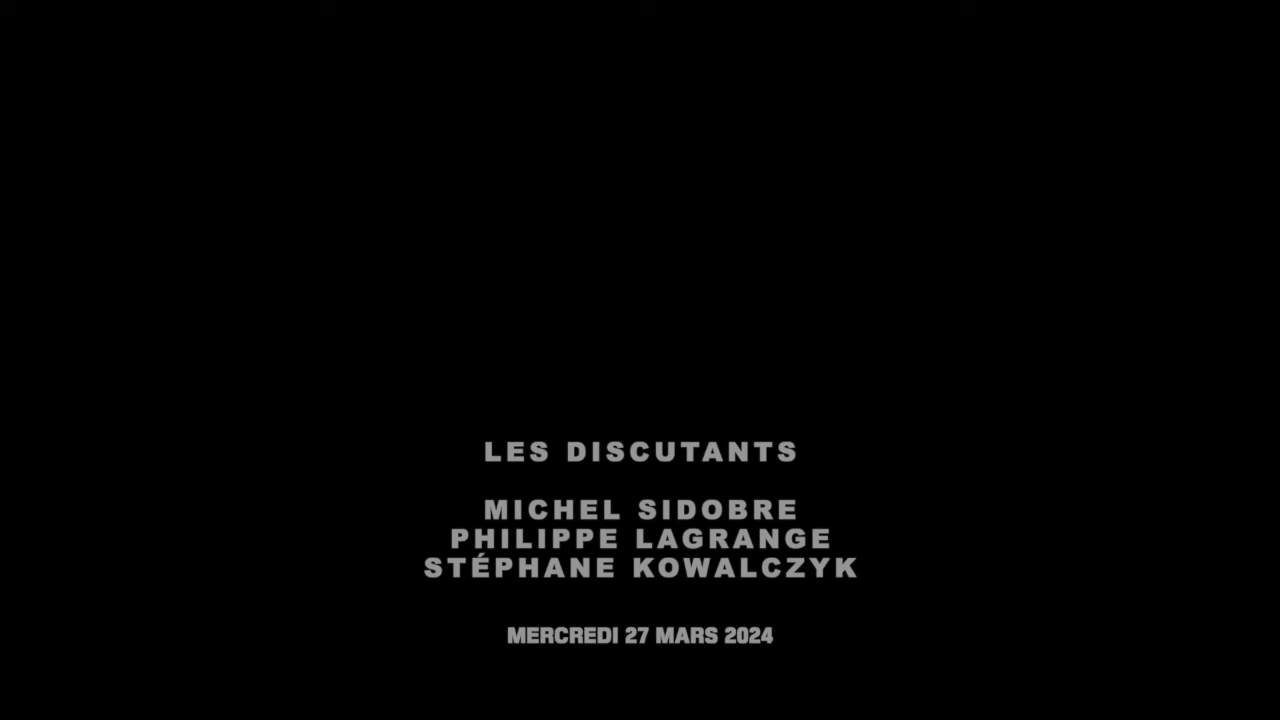 LES DISCUTANTS
MICHEL SIDOBRE
PHILIPPE LAGRANGE
STÉPHANE KOWALCZYK
MERCREDI 27 MARS 2024